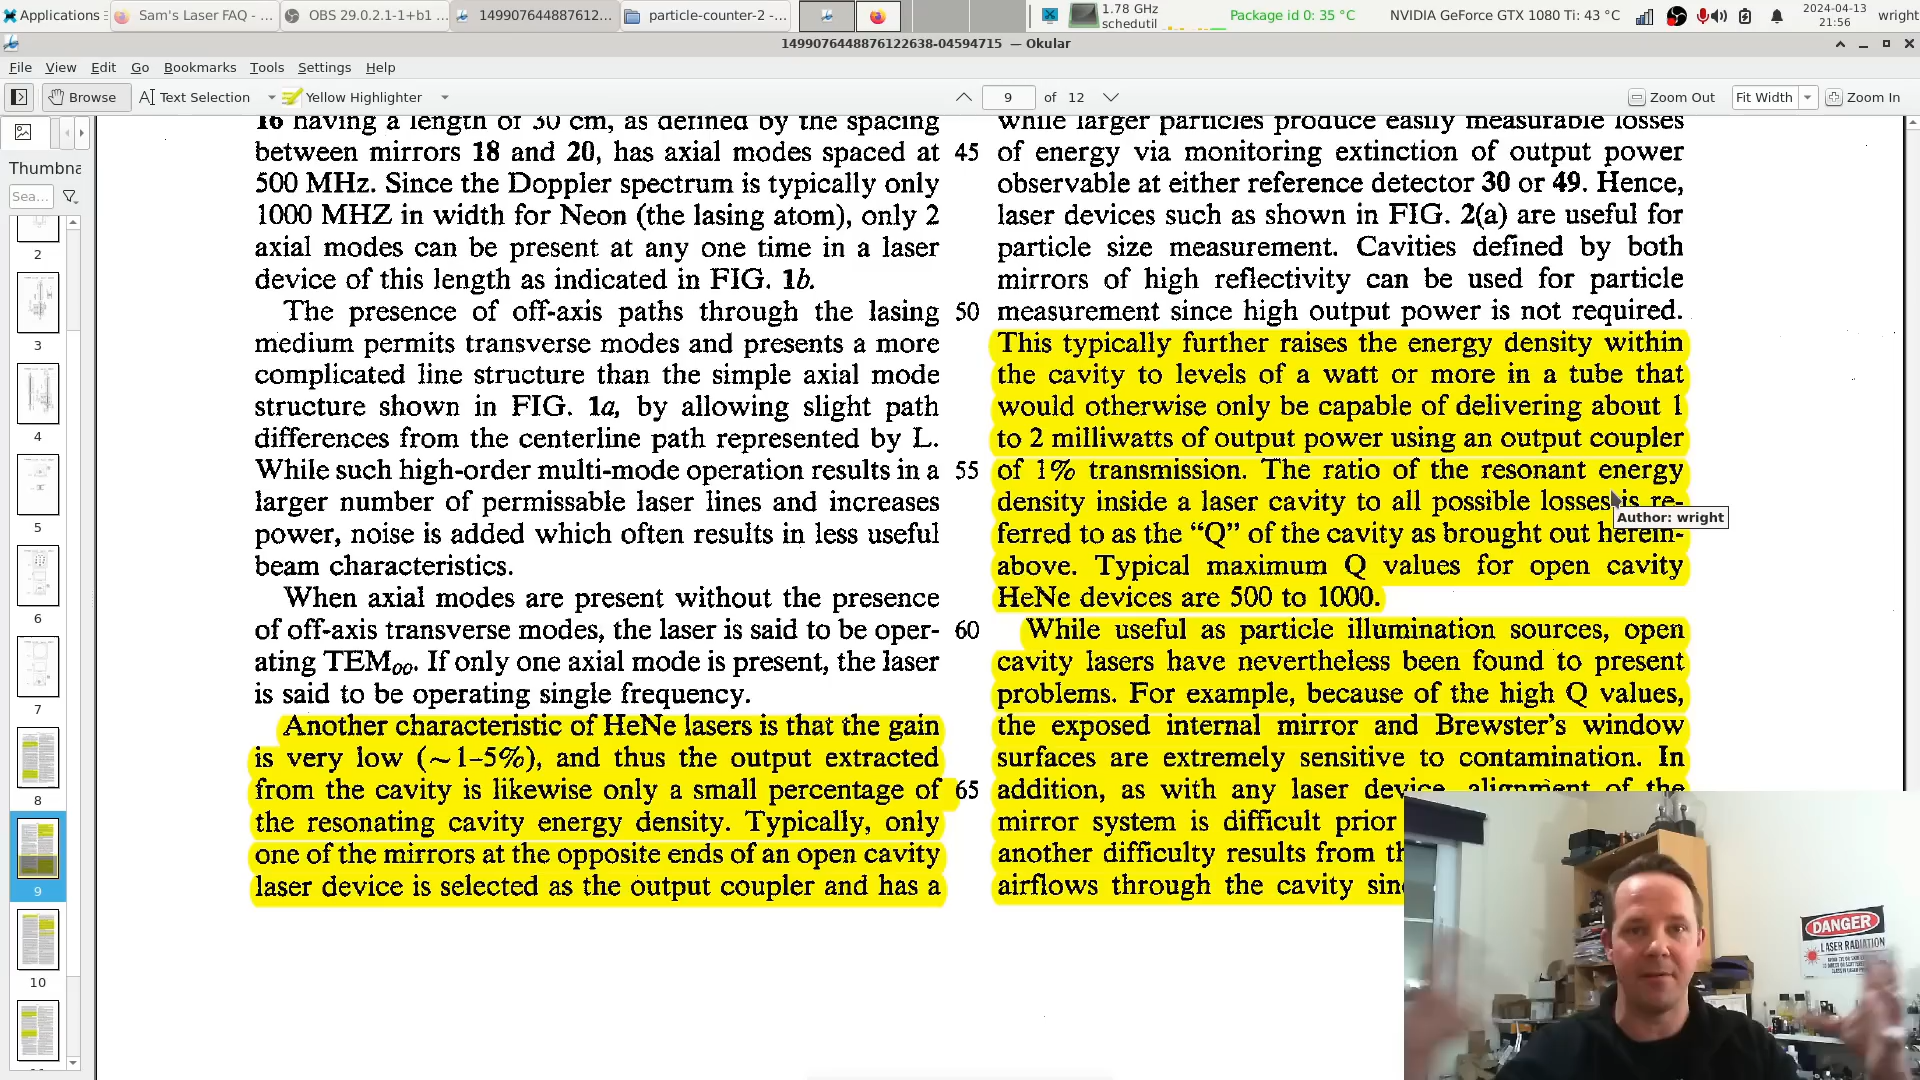 Applications
Sam's Laser FAQ - ...
OBS 29.0.2.1-1+b1 ...
149907644887612...
particle-counter-2 -...
1.78 GHz
schedutil
Package id 0: 35 °C
NVIDIA GeForce GTX 1080 Ti: 43 °C
2024-04-13
21:56
wright
1499076448876122638-04594715 — Okular
File View Edit Go Bookmarks Tools Settings Help
Browse
Text Selection
Yellow Highlighter
9 of 12
Zoom Out
Fit Width
Zoom In
Thumbna
Sea...
2
3
4
5
6
7
8
9
10
16 having a length of 30 cm, as defined by the spacing
between mirrors 18 and 20, has axial modes spaced at
500 MHz. Since the Doppler spectrum is typically only
1000 MHZ in width for Neon (the lasing atom), only 2
axial modes can be present at any one time in a laser
device of this length as indicated in FIG. 1b.
The presence of off-axis paths through the lasing
medium permits transverse modes and presents a more
complicated line structure than the simple axial mode
structure shown in FIG. 1a, by allowing slight path
differences from the centerline path represented by L.
While such high-order multi-mode operation results in a
larger number of permissable laser lines and increases
power, noise is added which often results in less useful
beam characteristics.
When axial modes are present without the presence
of off-axis transverse modes, the laser is said to be oper-
ating TEMoo. If only one axial mode is present, the laser
is said to be operating single frequency.
Another characteristic of HeNe lasers is that the gain
is very low (~1-5%), and thus the output extracted
from the cavity is likewise only a small percentage of
the resonating cavity energy density. Typically, only
one of the mirrors at the opposite ends of an open cavity
laser device is selected as the output coupler and has a
45
50
55
60
65
while larger particles produce easily measurable losses
of energy via monitoring extinction of output power
observable at either reference detector 30 or 49. Hence,
laser devices such as shown in FIG. 2(a) are useful for
particle size measurement. Cavities defined by both
mirrors of high reflectivity can be used for particle
measurement since high output power is not required.
This typically further raises the energy density within
the cavity to levels of a watt or more in a tube that
would otherwise only be capable of delivering about 1
to 2 milliwatts of output power using an output coupler
of 1% transmission. The ratio of the resonant energy
density inside a laser cavity to all possible losses is re-
Author: wright
ferred to as the “Q” of the cavity as brought out herein-
above. Typical maximum Q values for open cavity
HeNe devices are 500 to 1000.
While useful as particle illumination sources, open
cavity lasers have nevertheless been found to present
problems. For example, because of the high Q values,
the exposed internal mirror and Brewster's window
surfaces are extremely sensitive to contamination. In
addition, as with any laser device, alignment of the
mirror system is difficult prior
another difficulty results from th
airflows through the cavity sin
DANGER
LASER RADIATION